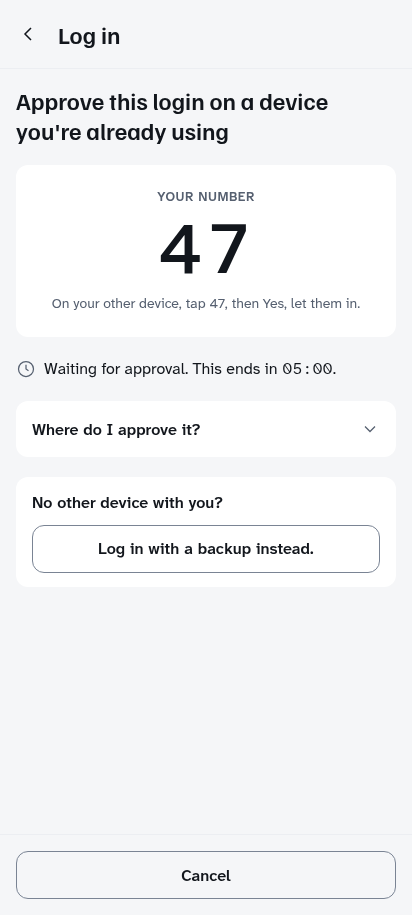 Log in
Approve this login on a device
you're already using
YOUR NUMBER
47
On your other device, tap 47, then Yes, let them in.
Waiting for approval. This ends in 05:00.
Where do I approve it?
No other device with you?
Log in with a backup instead.
Cancel